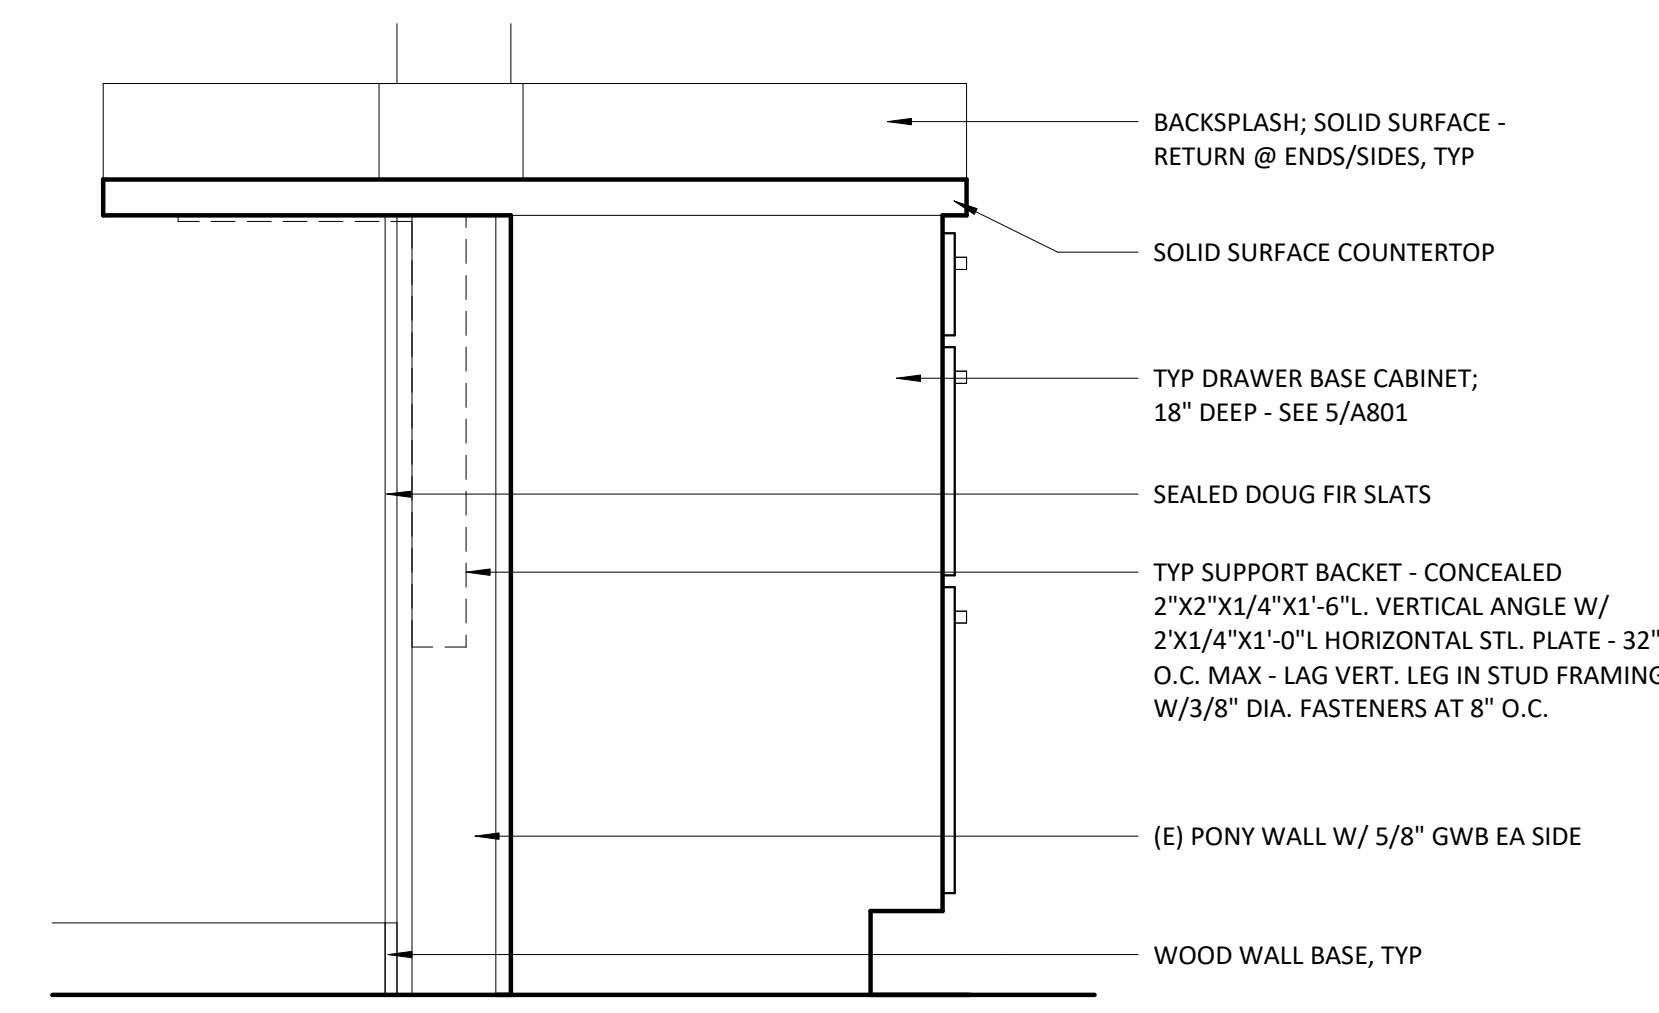 BACKSPLASH; SOLID SURFACE -
RETURN @ ENDS/SIDES, TYP
SOLID SURFACE COUNTERTOP
TYP DRAWER BASE CABINET;
18" DEEP - SEE 5/A801
SEALED DOUG FIR SLATS
TYP SUPPORT BACKET - CONCEALED
2"X2"X1/4"X1'-6"L. VERTICAL ANGLE W/
2'X1/4"X1'-0"L HORIZONTAL STL. PLATE - 32"
O.C. MAX - LAG VERT. LEG IN STUD FRAMING
W/3/8" DIA. FASTENERS AT 8" O.C.
(E) PONY WALL W/ 5/8" GWB EA SIDE
WOOD WALL BASE, TYP